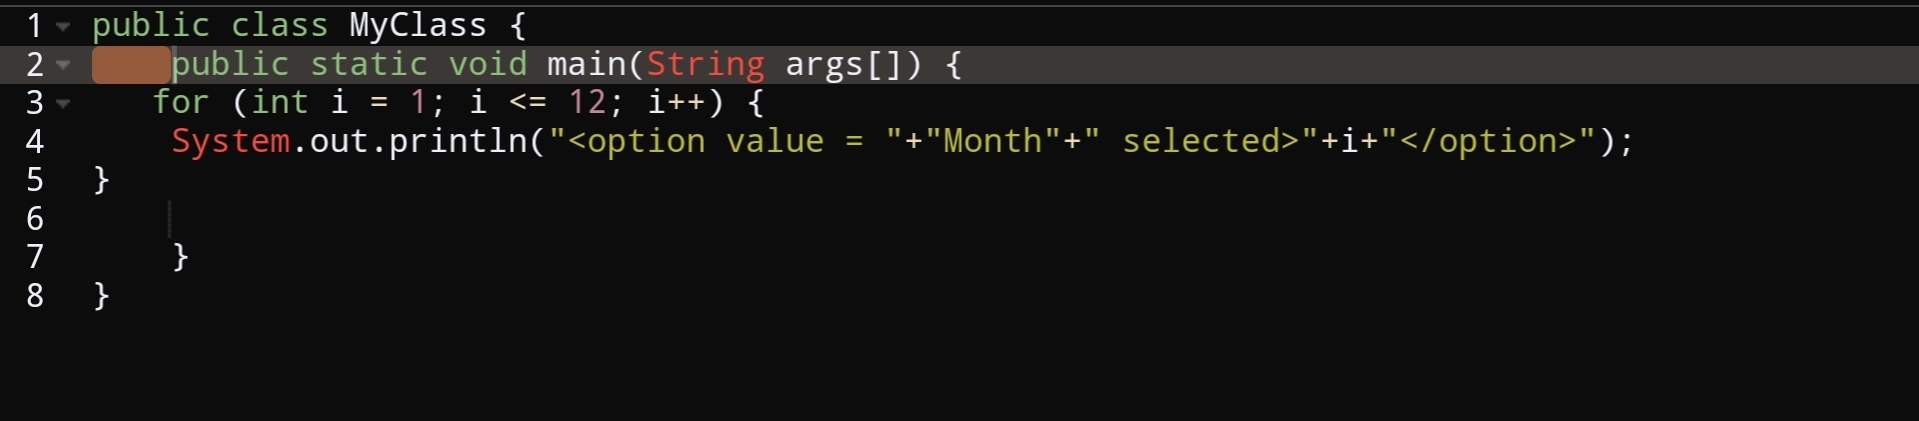 1 public class MyClass {
2 public static void main(String args[]) {
3 for (int i = 1; i <= 12; i++) {
4 System.out.println("<option value = "+"Month"+" selected>"+i+"</option>");
5 }
6
7 }
8 }